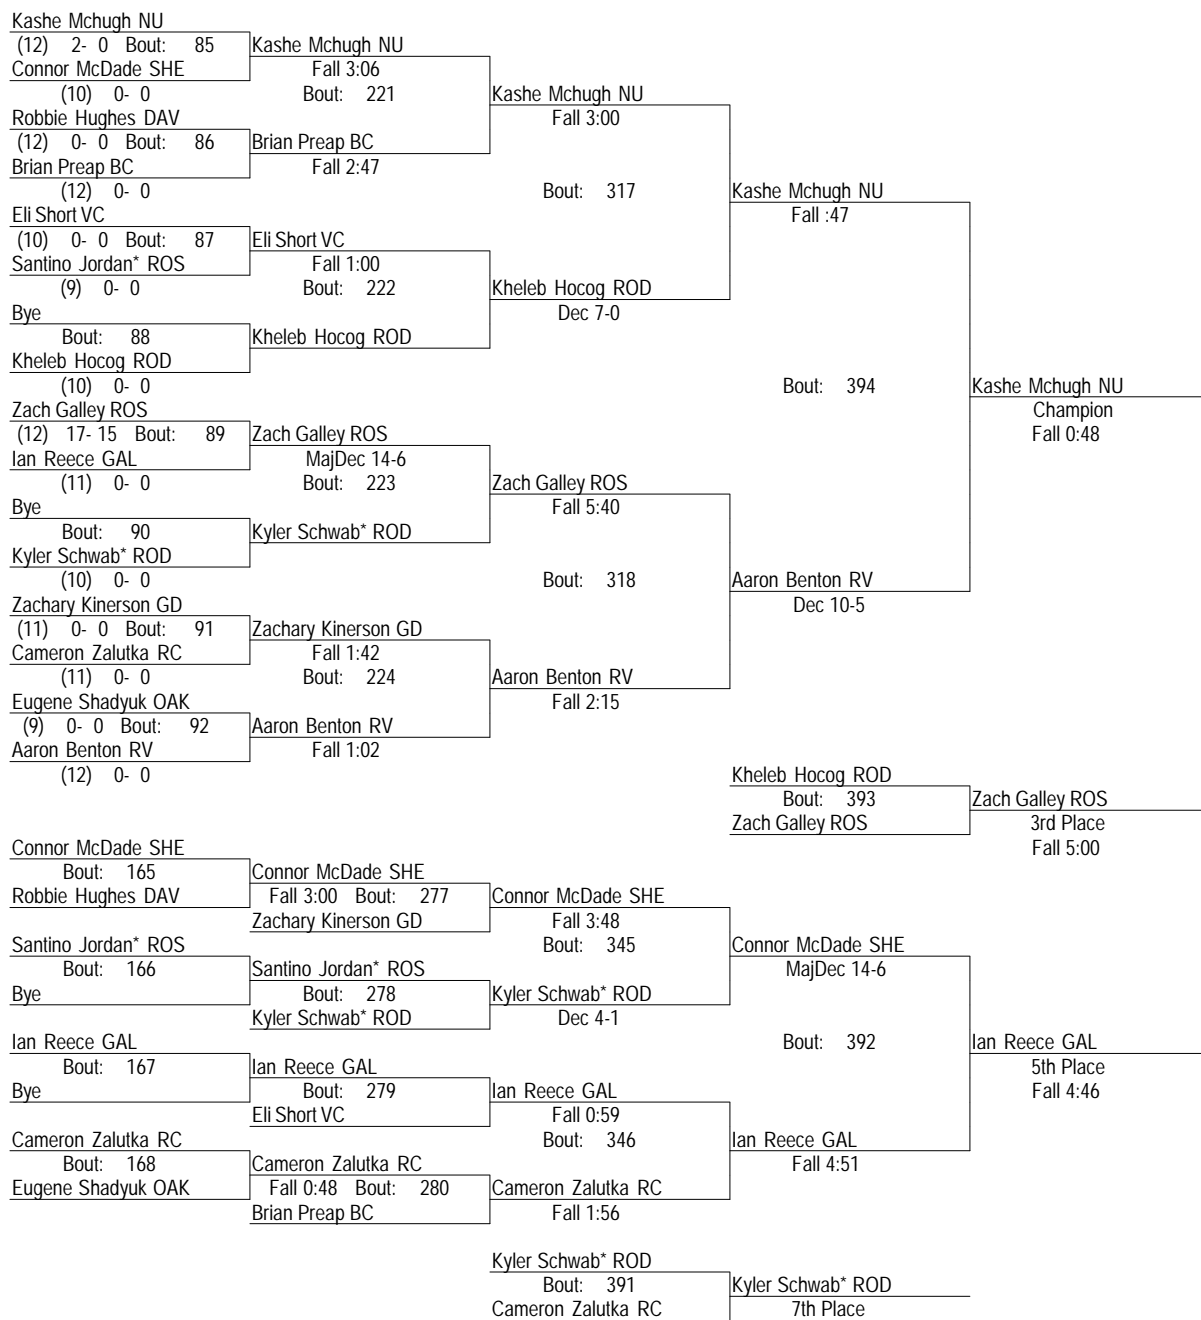 Kashe Mchugh NU
(12) 2- 0 Bout: 85 Kashe Mchugh NU
Connor McDade SHE Fall 3:06
(10) 0- 0 Bout: 221 Kashe Mchugh NU
Robbie Hughes DAV Fall 3:00
(12) 0- 0 Bout: 86 Brian Preap BC
Brian Preap BC Fall 2:47
(12) 0- 0 Bout: 317 Kashe Mchugh NU
Eli Short VC Fall :47
(10) 0- 0 Bout: 87 Eli Short VC
Santino Jordan* ROS Fall 1:00
(9) 0- 0 Bout: 222 Kheleb Hocog ROD
Bye Dec 7-0
Bout: 88 Kheleb Hocog ROD
Kheleb Hocog ROD
(10) 0- 0 Bout: 394 Kashe Mchugh NU
Zach Galley ROS Champion
(12) 17- 15 Bout: 89 Zach Galley ROS Fall 0:48
Ian Reece GAL MajDec 14-6
(11) 0- 0 Bout: 223 Zach Galley ROS
Bye Fall 5:40
Bout: 90 Kyler Schwab* ROD
Kyler Schwab* ROD
(10) 0- 0 Bout: 318 Aaron Benton RV
Zachary Kinerson GD Dec 10-5
(11) 0- 0 Bout: 91 Zachary Kinerson GD
Cameron Zalutka RC Fall 1:42
(11) 0- 0 Bout: 224 Aaron Benton RV
Eugene Shadyuk OAK Fall 2:15
(9) 0- 0 Bout: 92 Aaron Benton RV
Aaron Benton RV Fall 1:02
(12) 0- 0 Kheleb Hocog ROD
Bout: 393 Zach Galley ROS
Zach Galley ROS 3rd Place
Connor McDade SHE Fall 5:00
Bout: 165 Connor McDade SHE
Robbie Hughes DAV Fall 3:00 Bout: 277 Connor McDade SHE
Zachary Kinerson GD Fall 3:48
Santino Jordan* ROS Bout: 345 Connor McDade SHE
Bout: 166 Santino Jordan* ROS MajDec 14-6
Bye Bout: 278 Kyler Schwab* ROD
Kyler Schwab* ROD Dec 4-1
Ian Reece GAL Bout: 392 Ian Reece GAL
Bout: 167 Ian Reece GAL 5th Place
Bye Bout: 279 Ian Reece GAL Fall 4:46
Eli Short VC Fall 0:59
Cameron Zalutka RC Bout: 346 Ian Reece GAL
Bout: 168 Cameron Zalutka RC Fall 4:51
Eugene Shadyuk OAK Fall 0:48 Bout: 280 Cameron Zalutka RC
Brian Preap BC Fall 1:56
Kyler Schwab* ROD
Bout: 391 Kyler Schwab* ROD
Cameron Zalutka RC 7th Place